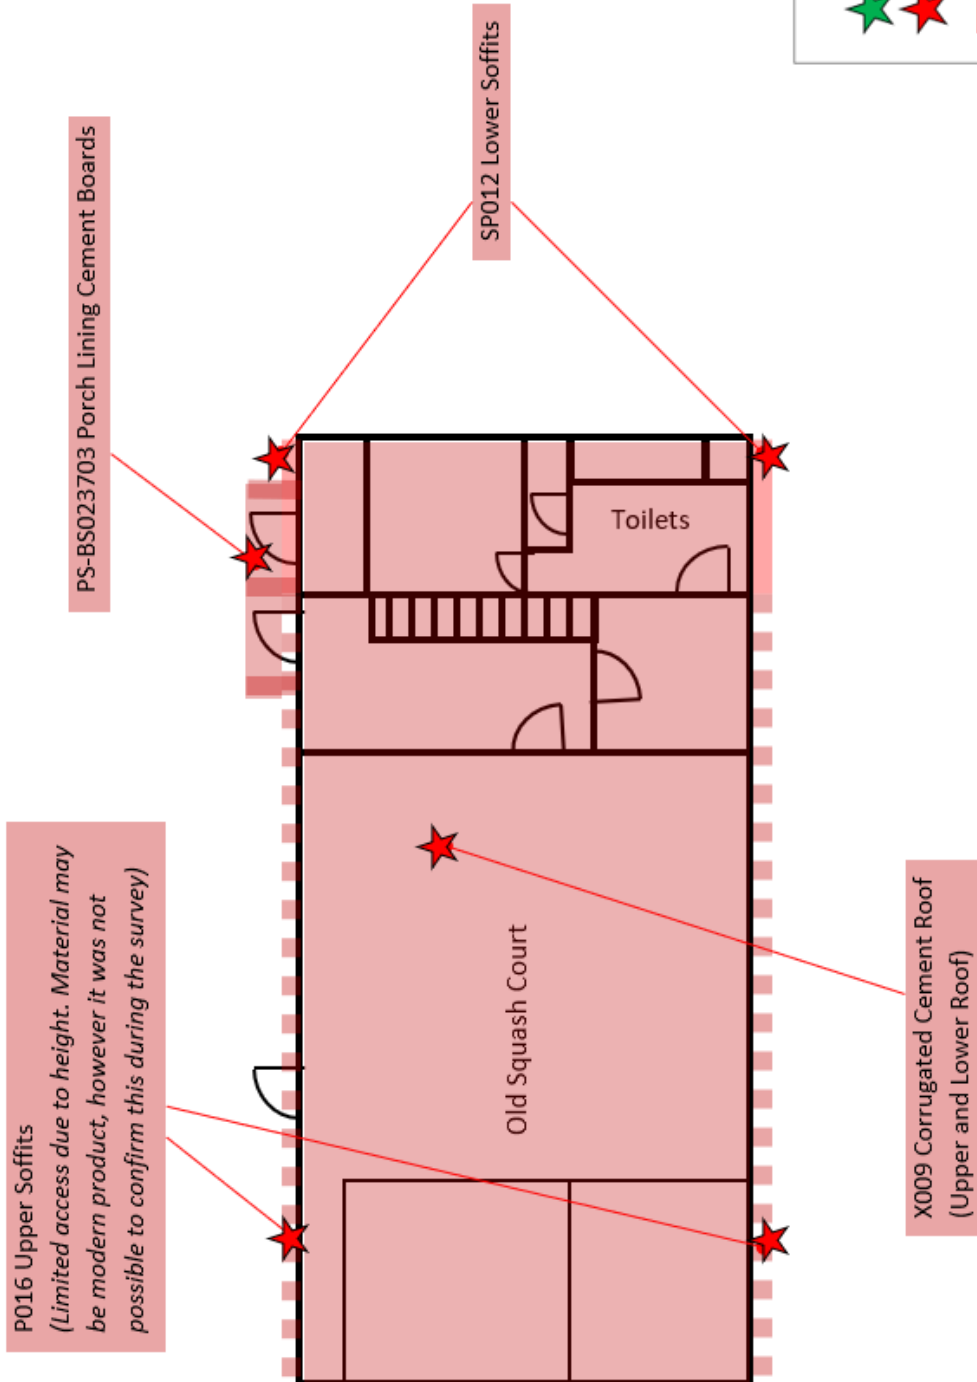 PS-BS023703 Porch Lining Cement Boards
SP012 Lower Soffits
Toilets
Old Squash Court
P016 Upper Soffits
(Limited access due to height. Material may
be modern product, however it was not
possible to confirm this during the survey)
X009 Corrugated Cement Roof
(Upper and Lower Roof)